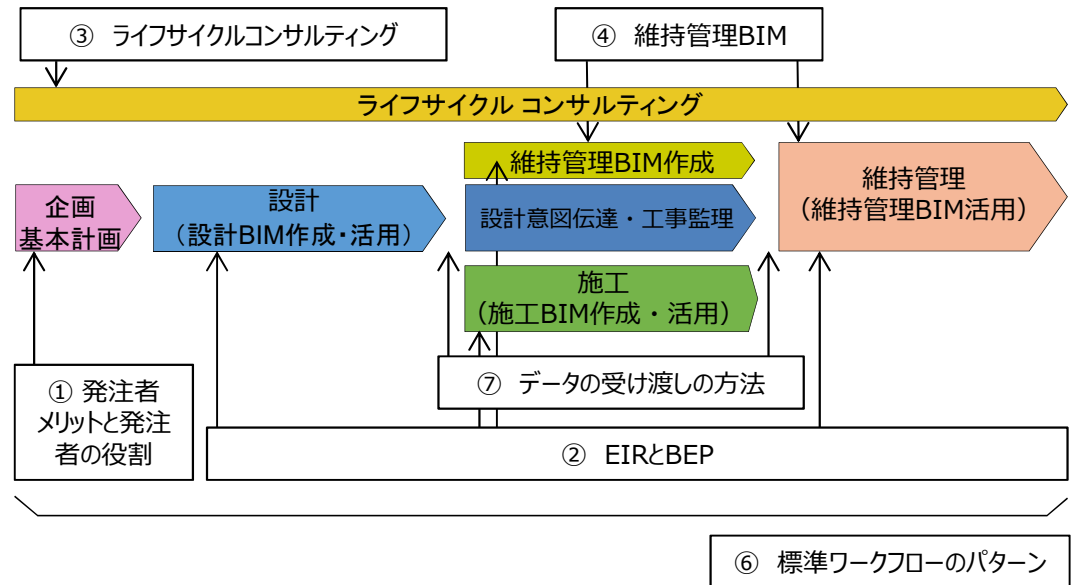 ③ ライフサイクルコンサルティング
④ 維持管理BIM
ライフサイクル コンサルティング
維持管理BIM作成
企画
基本計画
設計
（設計BIM作成・活用）
設計意図伝達・工事監理
維持管理
（維持管理BIM活用）
施工
（施工BIM作成・活用）
① 発注者
メリットと発注
者の役割
⑦ データの受け渡しの方法
② EIRとBEP
⑥ 標準ワークフローのパターン